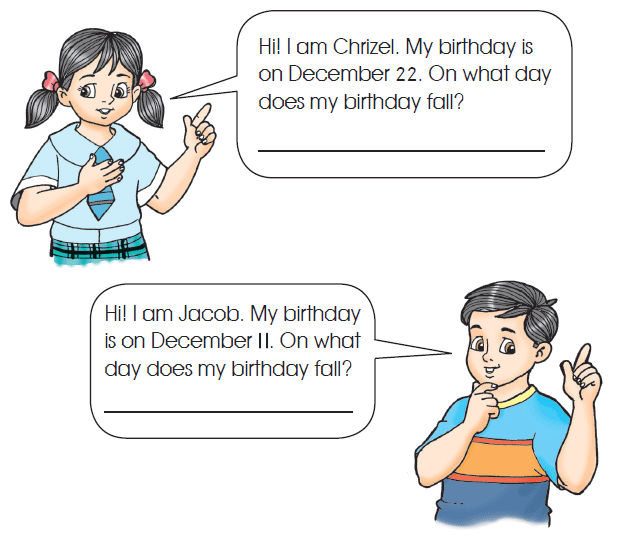 Hi! I am Chrizel. My birthday is
on December 22. On what day
does my birthday fall?
Hi! I am Jacob. My birthday
is on December 11. On what
day does my birthday fall?